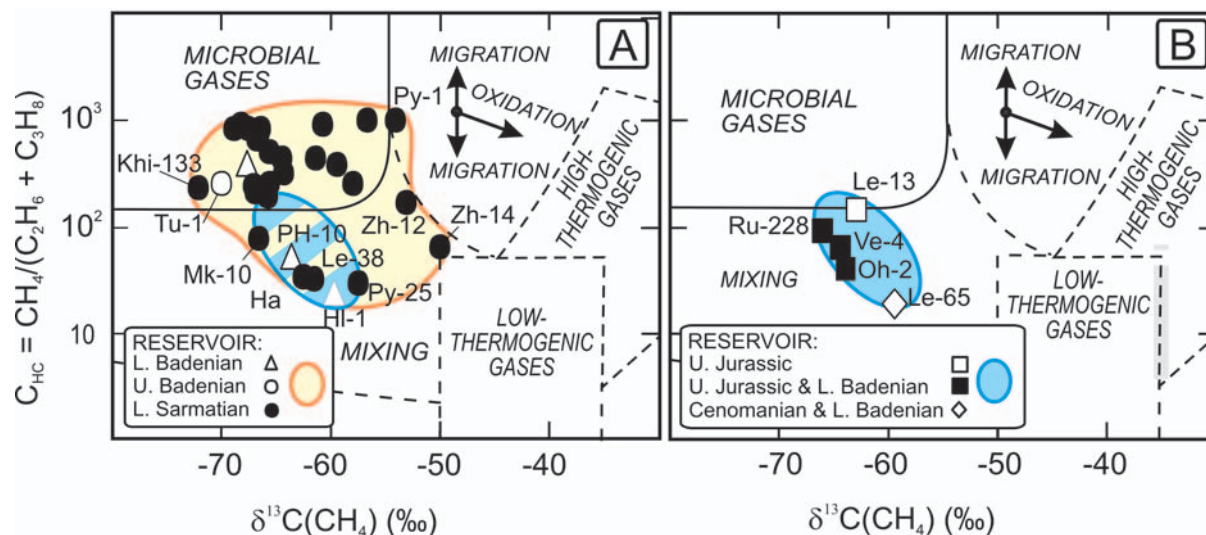 A
MICROBIAL
GASES
MIGRATION
OXIDATION
MIGRATION
HIGH-
THERMOGENIC
GASES
Py-1
Khi-133
Tu-1
Zh-12
Zh-14
PH-10
Mk-10
Le-38
Ha
Py-25
HI-1
MIXING
LOW-
THERMOGENIC
GASES
RESERVOIR:
L. Badenian
U. Badenian
L. Sarmatian
C_HC = CH₄/(C₂H₆ + C₃H₈)
10³
10²
10
-70 -60 -50 -40
δ¹³C(CH₄) (‰)
B
MICROBIAL
GASES
MIGRATION
OXIDATION
MIGRATION
HIGH-
THERMOGENIC
GASES
Le-13
Ru-228
Ve-4
Oh-2
Le-65
MIXING
LOW-
THERMOGENIC
GASES
RESERVOIR:
U. Jurassic
U. Jurassic & L. Badenian
Cenomanian & L. Badenian
-70 -60 -50 -40
δ¹³C(CH₄) (‰)